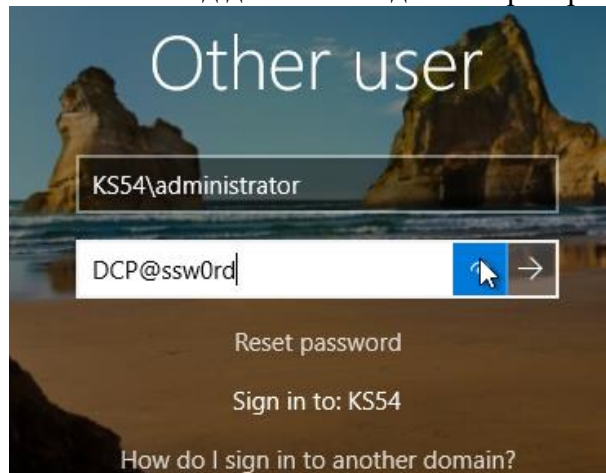 Other user
KS54\administrator
DCP@ssw0rd
Reset password
Sign in to: KS54
How do I sign in to another domain?